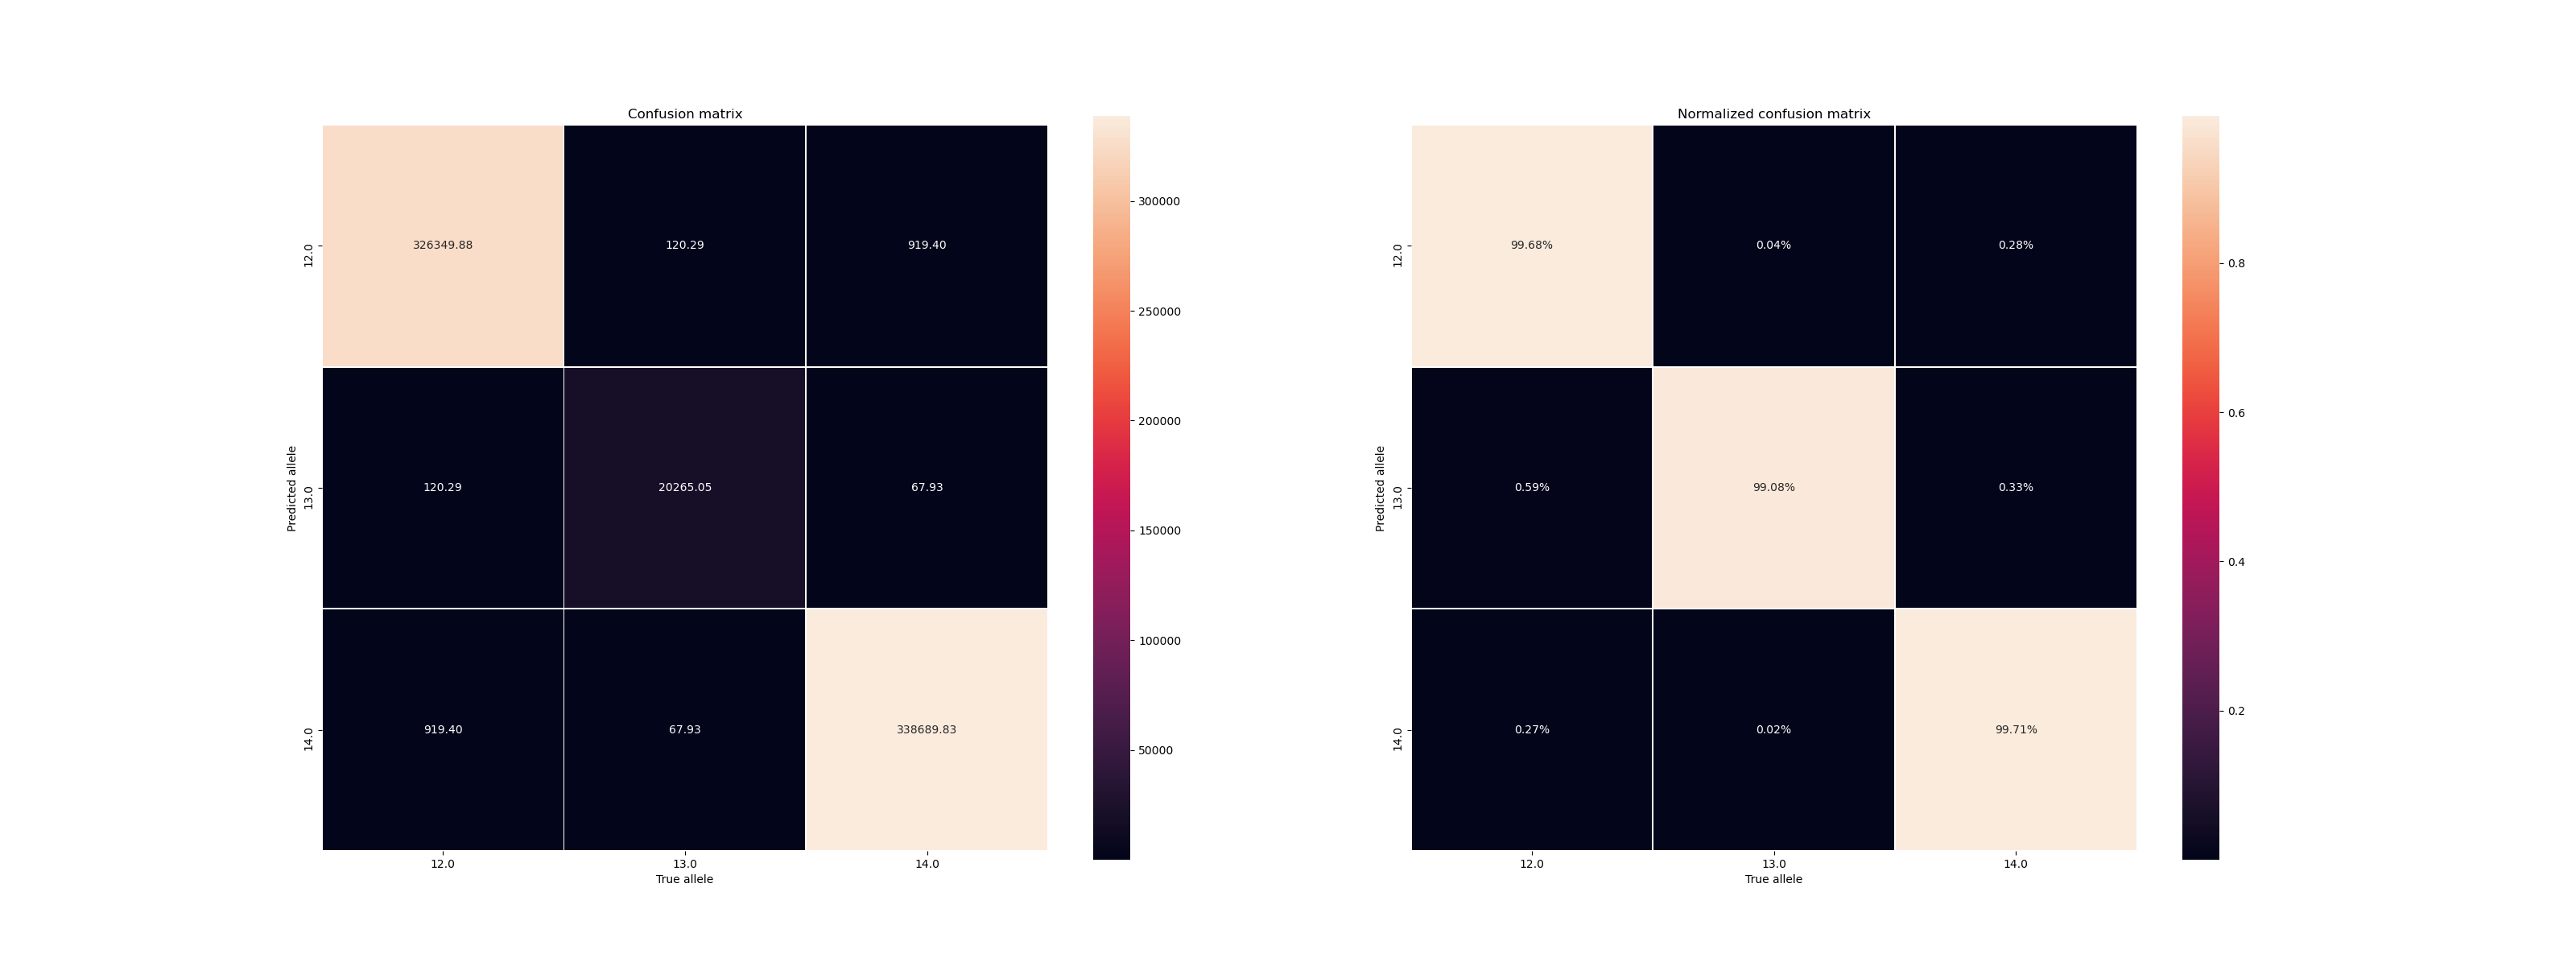 Confusion matrix
326349.88 120.29 919.40
120.29 20265.05 67.93
919.40 67.93 338689.83
12.0
13.0
14.0
Predicted allele
12.0 13.0 14.0
True allele
300000
250000
200000
150000
100000
50000
Normalized confusion matrix
99.68% 0.04% 0.28%
0.59% 99.08% 0.33%
0.27% 0.02% 99.71%
12.0
13.0
14.0
Predicted allele
12.0 13.0 14.0
True allele
0.8
0.6
0.4
0.2